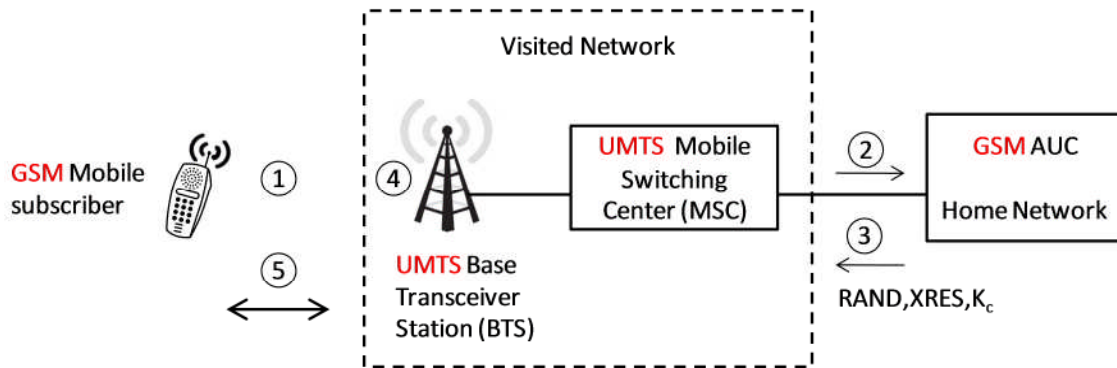 Visited Network
GSM Mobile
subscriber
1
5
4
UMTS Base
Transceiver
Station (BTS)
UMTS Mobile
Switching
Center (MSC)
2
3
RAND,XRES,Kc
GSM AUC
Home Network